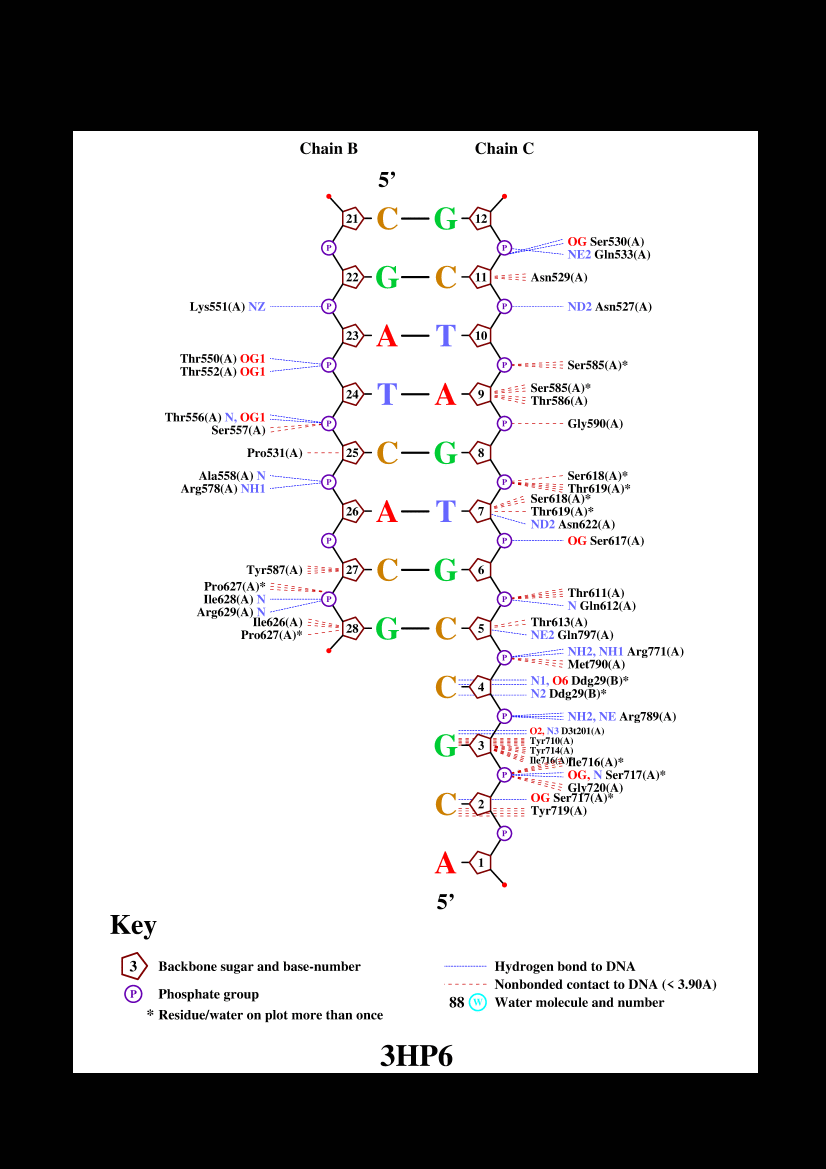 Chain B Chain C
5’
21 C G 12
P P OG Ser530(A)
NE2 Gln533(A)
22 G C 11 Asn529(A)
Lys551(A) NZ P P ND2 Asn527(A)
23 A T 10
Thr550(A) OG1 P P Ser585(A)*
Thr552(A) OG1
24 T A 9 Ser585(A)*
Thr586(A)
Thr556(A) N, OG1 P P Gly590(A)
Ser557(A)
Pro531(A) 25 C G 8
Ala558(A) N P P Ser618(A)*
Arg578(A) NH1 Thr619(A)*
Ser618(A)*
26 A T 7 Thr619(A)*
ND2 Asn622(A)
P P OG Ser617(A)
Tyr587(A) 27 C G 6
Pro627(A)* Thr611(A)
Ile628(A) N P P N Gln612(A)
Arg629(A) N
Ile626(A) 28 G C 5 Thr613(A)
Pro627(A)* NE2 Gln797(A)
P NH2, NH1 Arg771(A)
Met790(A)
C 4 N1, O6 Ddg29(B)*
N2 Ddg29(B)*
P NH2, NE Arg789(A)
O2, N3 D3t201(A)
G 3 Tyr710(A)
Tyr714(A)
Ile716(A)* Ile716(A)*
P OG, N Ser717(A)*
Gly720(A)
C 2 OG Ser717(A)*
Tyr719(A)
P
A 1
5’
Key
3 Backbone sugar and base-number
P Phosphate group
* Residue/water on plot more than once
Hydrogen bond to DNA
Nonbonded contact to DNA (< 3.90A)
88 W Water molecule and number
3HP6